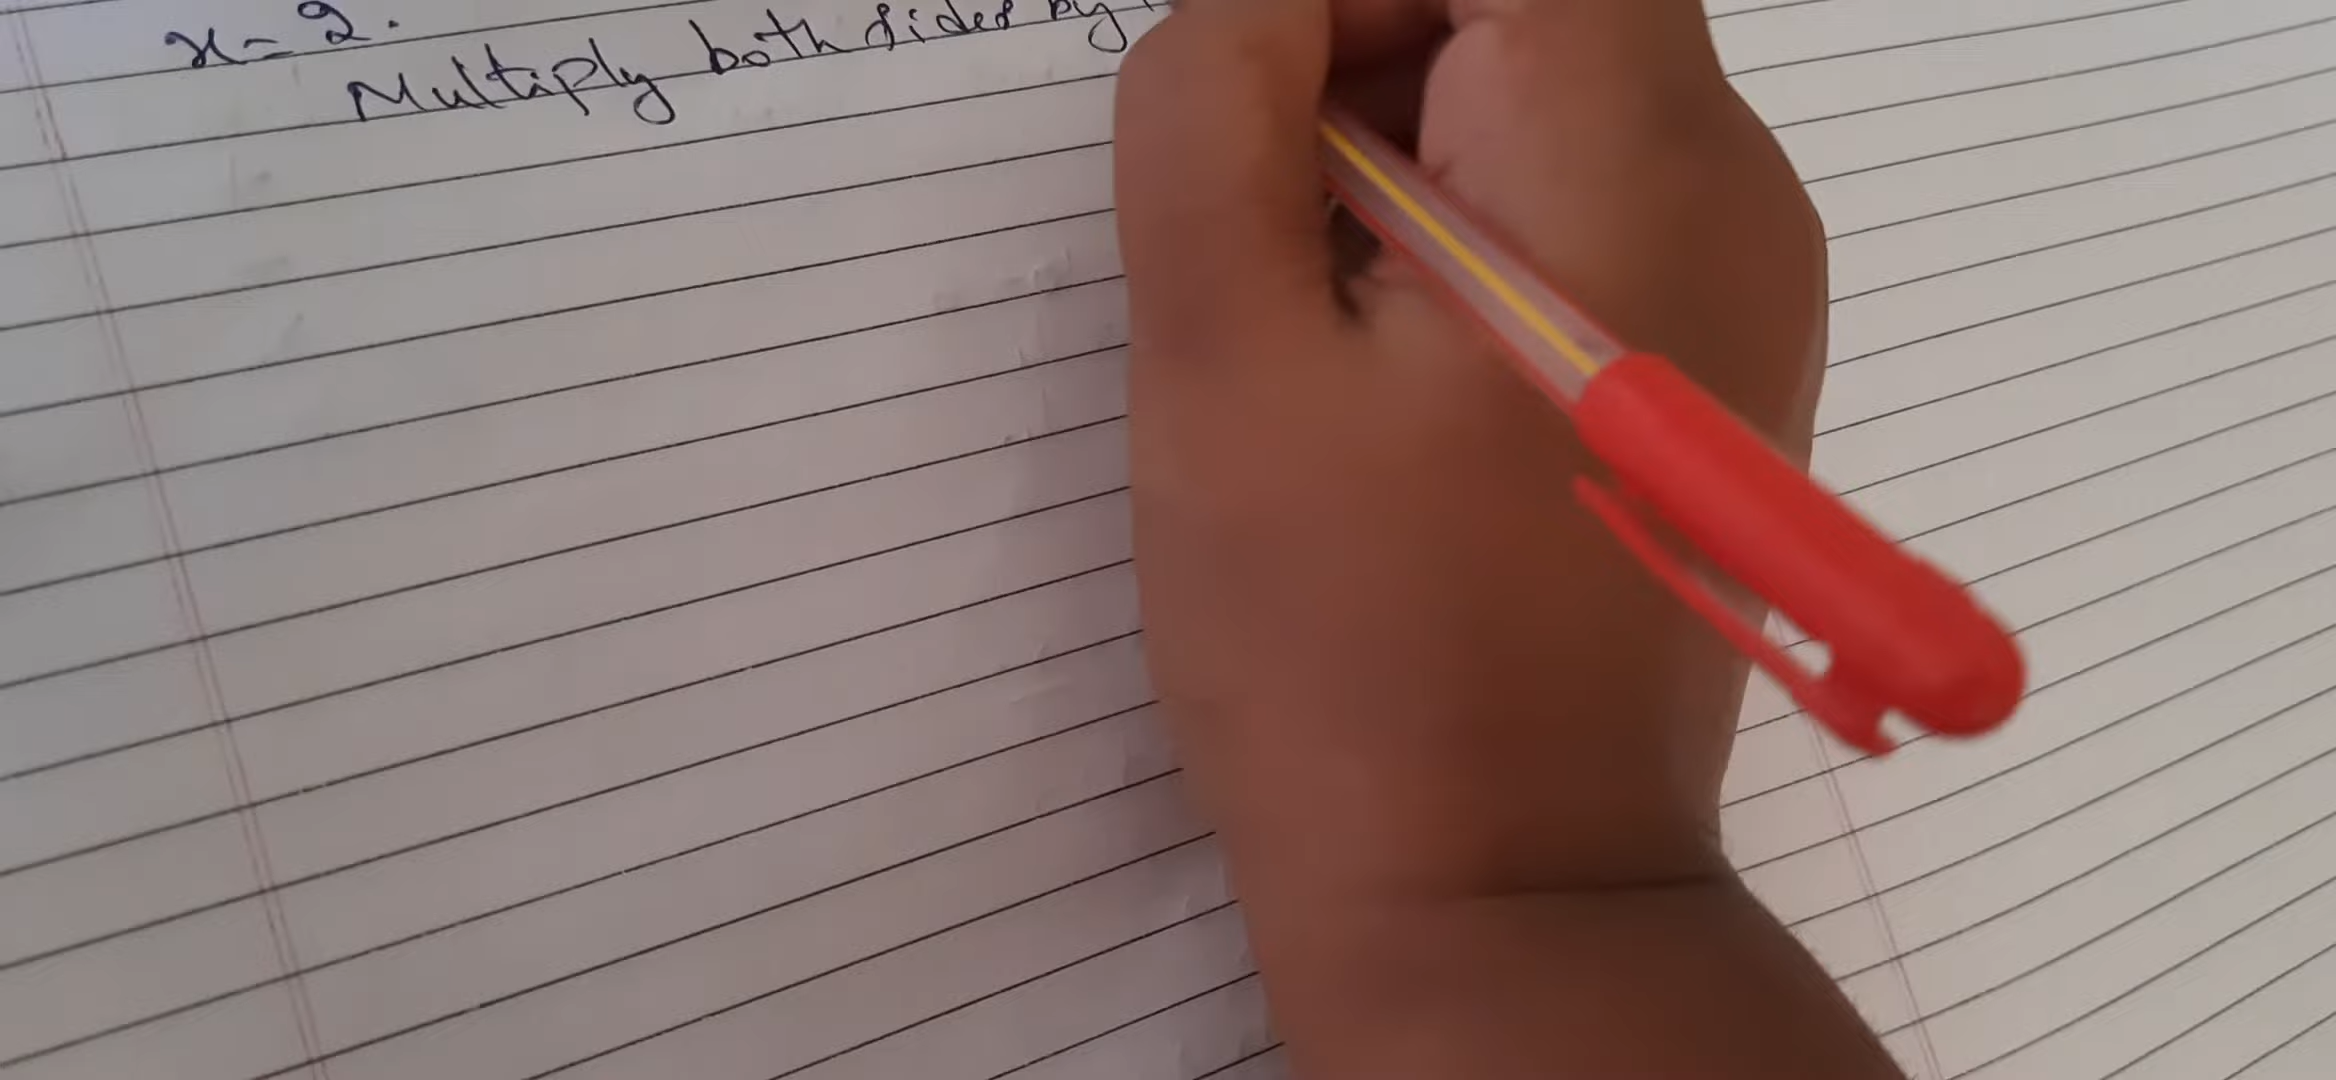 x = 2.
Multiply both sides by